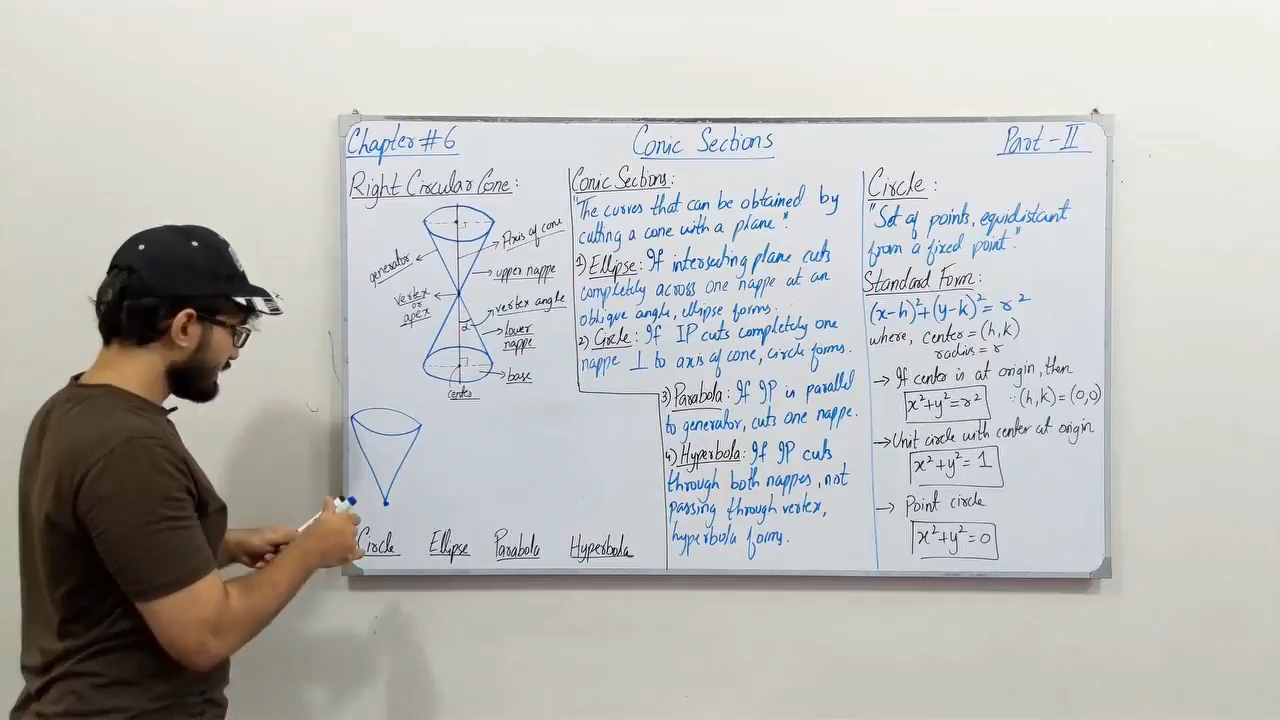 Chapter #6
Conic Sections
Part-II
Right Circular Cone:
Axis of cone
generator
upper nappe
vertex
or
apex
vertex angle
α
lower
nappe
base
center
Circle
Ellipse
Parabola
Hyperbola
Conic Sections:
"The curves that can be obtained by
cutting a cone with a plane."
1) Ellipse: If intersecting plane cuts
completely across one nappe at an
oblique angle, ellipse forms.
2) Circle: If IP cuts completely one
nappe ⊥ to axis of cone, circle forms.
3) Parabola: If IP is parallel
to generator, cuts one nappe.
4) Hyperbola: If IP cuts
through both nappes, not
passing through vertex,
hyperbola forms.
Circle:
"Set of points, equidistant
from a fixed point."
Standard Form:
(x-h)²+(y-k)² = r²
where, center = (h,k)
radius = r
→ If center is at origin, then
x²+y²=r² ∵ (h,k) = (0,0)
→ Unit circle with center at origin
x²+y² = 1
→ Point circle
x²+y² = 0